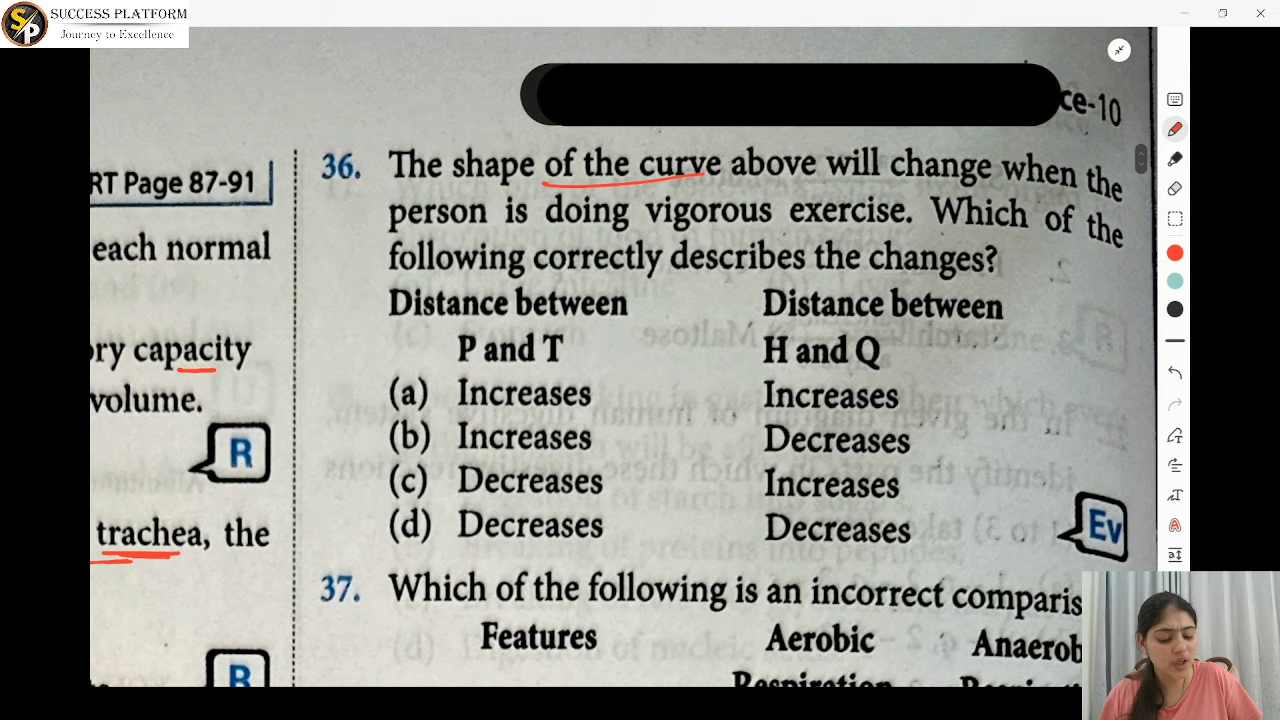 SUCCESS PLATFORM
Journey to Excellence
ce-10
RT Page 87-91
each normal
ory capacity
volume.
R
trachea, the
R
36. The shape of the curve above will change when the
person is doing vigorous exercise. Which of the
following correctly describes the changes?
Distance between Distance between
P and T H and Q
(a) Increases Increases
(b) Increases Decreases
(c) Decreases Increases
(d) Decreases Decreases
Ev
37. Which of the following is an incorrect comparis
Features Aerobic Anaerob